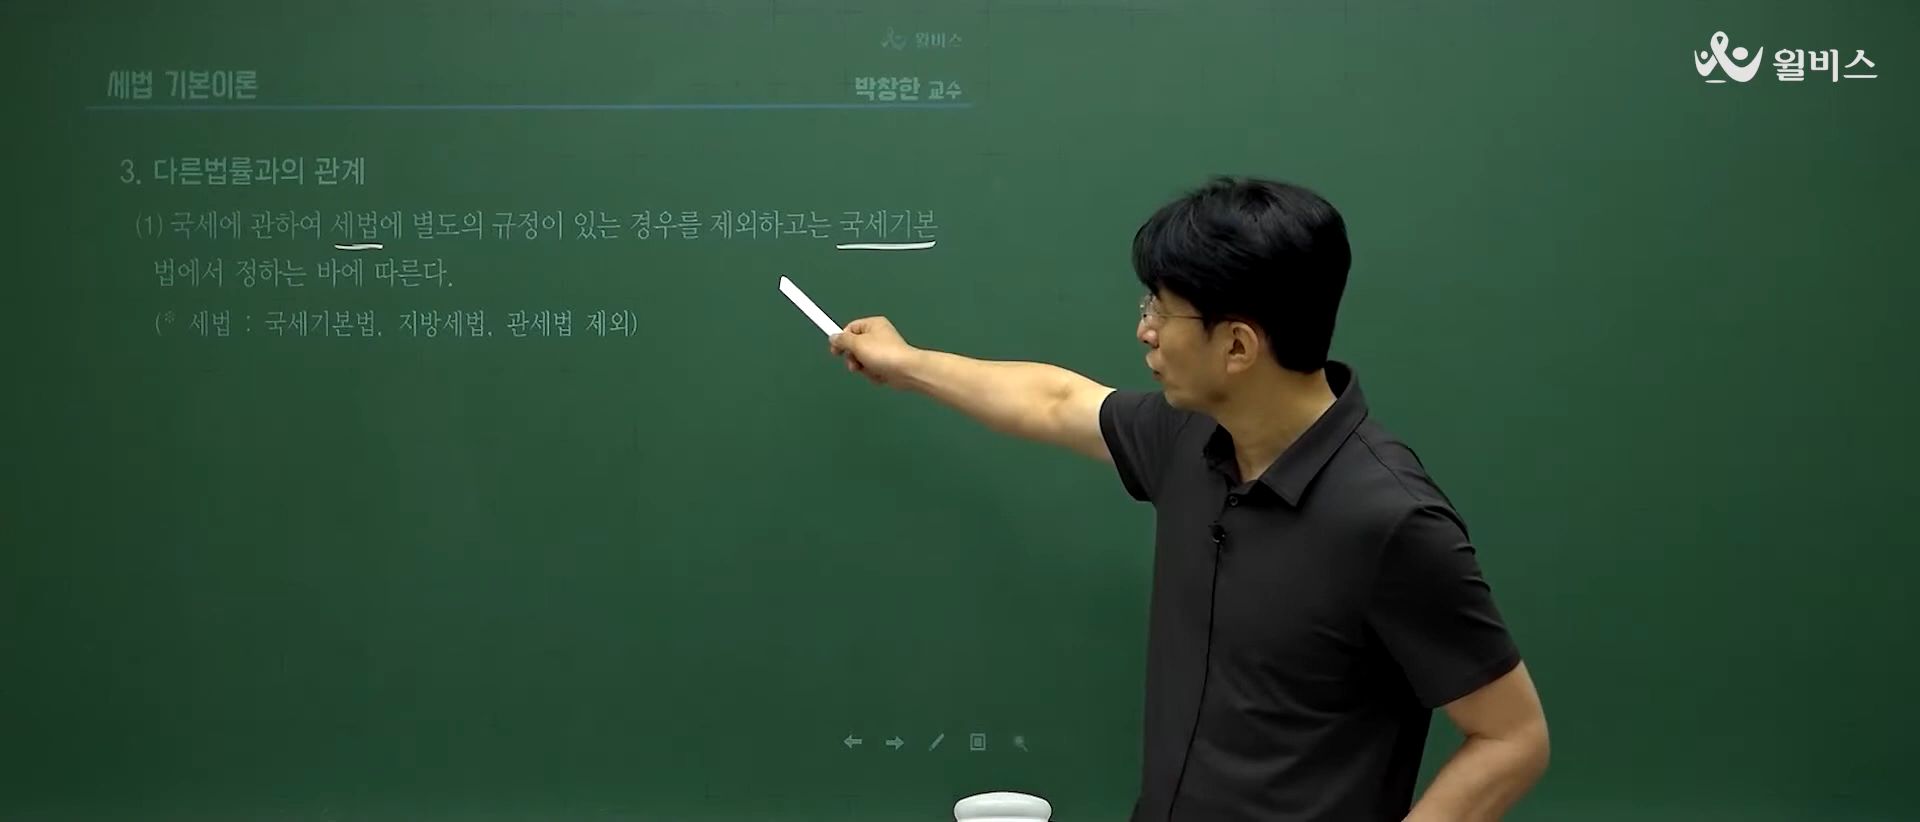 윌비스
윌비스
세법 기본이론
박창한 교수
3. 다른법률과의 관계
(1) 국세에 관하여 세법에 별도의 규정이 있는 경우를 제외하고는 국세기본
법에서 정하는 바에 따른다.
(* 세법 : 국세기본법, 지방세법, 관세법 제외)